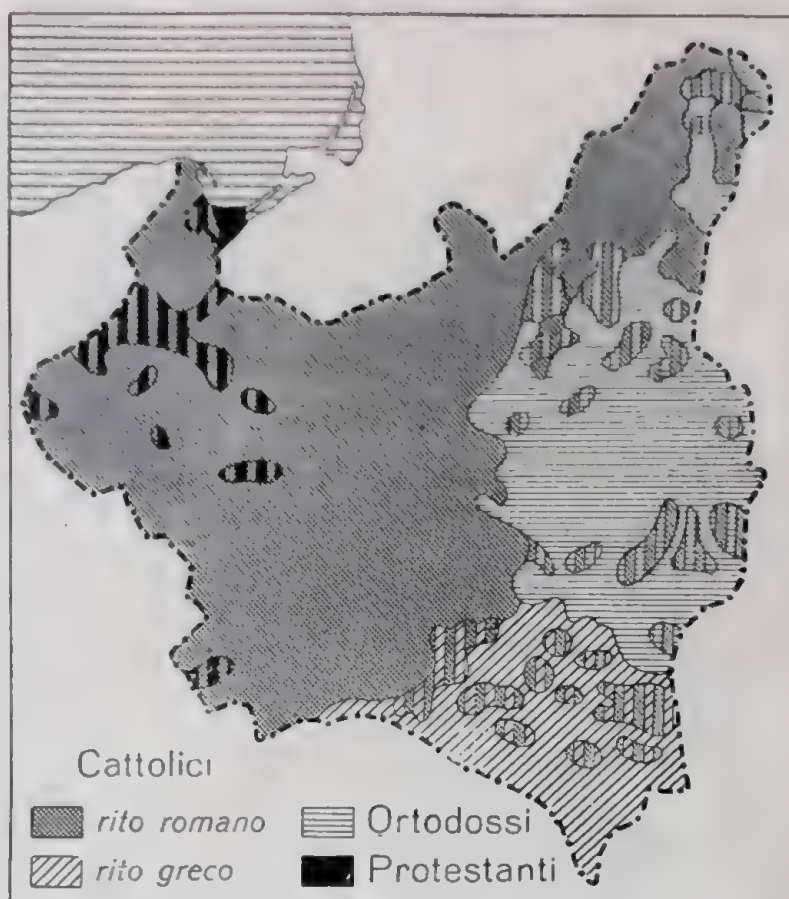 Cattolici
rito romano
rito greco
Ortodossi
Protestanti